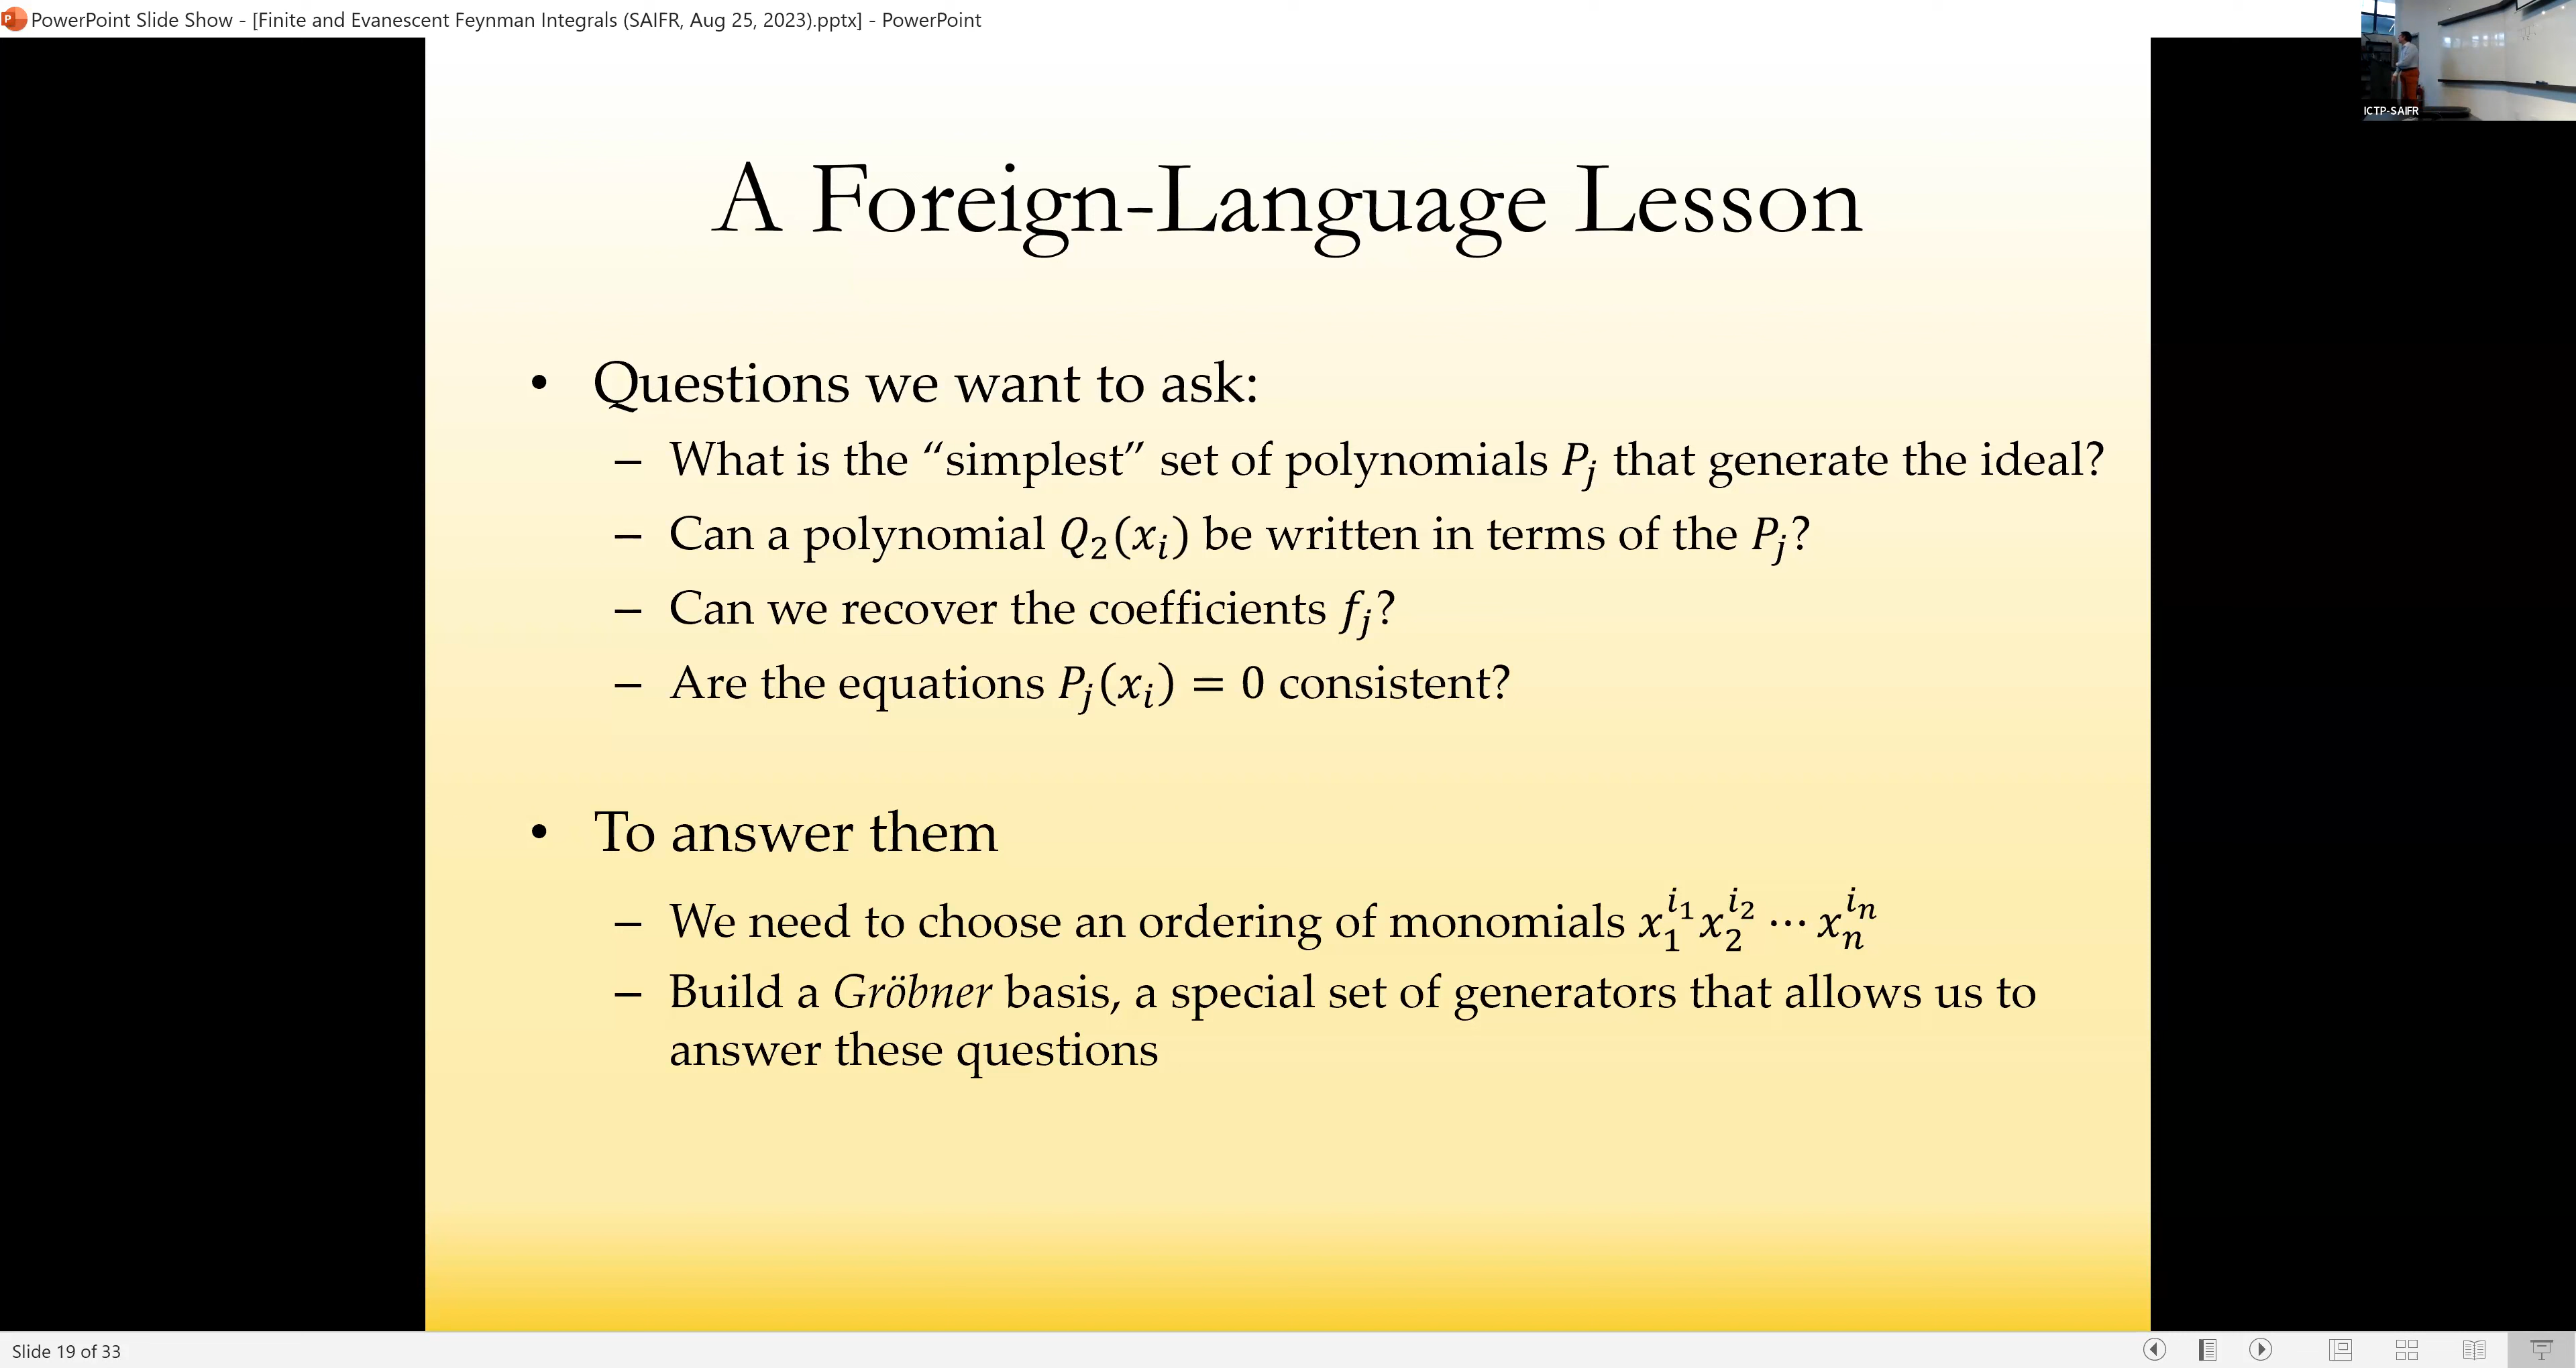 PowerPoint Slide Show - [Finite and Evanescent Feynman Integrals (SAIFR, Aug 25, 2023).pptx] - PowerPoint
ICTP-SAIFR
A Foreign-Language Lesson
• Questions we want to ask:
– What is the “simplest” set of polynomials $P_j$ that generate the ideal?
– Can a polynomial $Q_2(x_i)$ be written in terms of the $P_j$?
– Can we recover the coefficients $f_j$?
– Are the equations $P_j(x_i) = 0$ consistent?
• To answer them
– We need to choose an ordering of monomials $x_1^{i_1} x_2^{i_2} \cdots x_n^{i_n}$
– Build a Gröbner basis, a special set of generators that allows us to
answer these questions
Slide 19 of 33